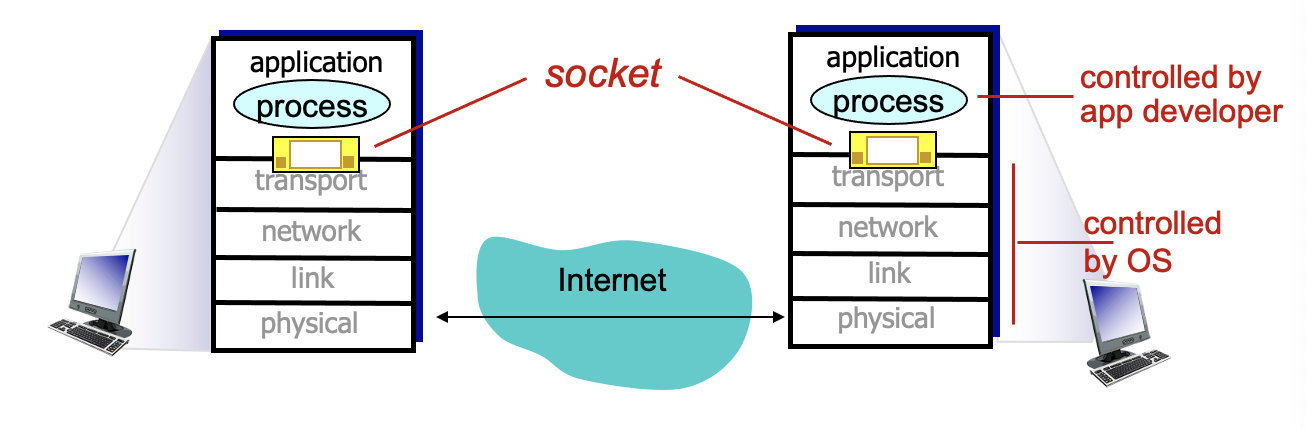 application
process
transport
network
link
physical
socket
Internet
application
process
transport
network
link
physical
controlled by
app developer
controlled
by OS